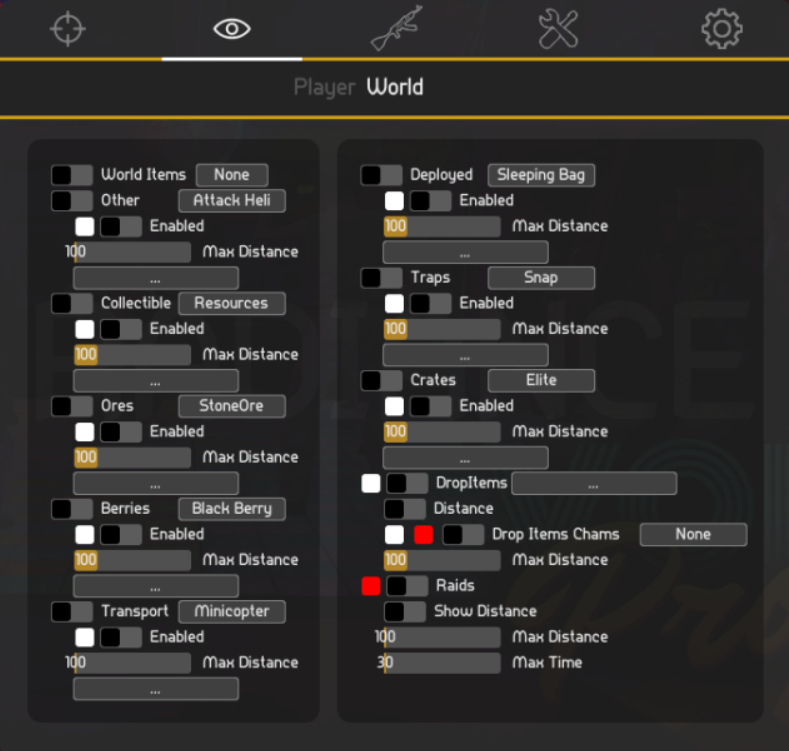 Player World
World Items None
Other Attack Heli
Enabled
100 Max Distance
...
Collectible Resources
Enabled
100 Max Distance
...
Ores StoneOre
Enabled
100 Max Distance
...
Berries Black Berry
Enabled
100 Max Distance
...
Transport Minicopter
Enabled
100 Max Distance
...
Deployed Sleeping Bag
Enabled
100 Max Distance
...
Traps Snap
Enabled
100 Max Distance
...
Crates Elite
Enabled
100 Max Distance
...
DropItems ...
Distance
Drop Items Chams None
100 Max Distance
Raids
Show Distance
100 Max Distance
30 Max Time